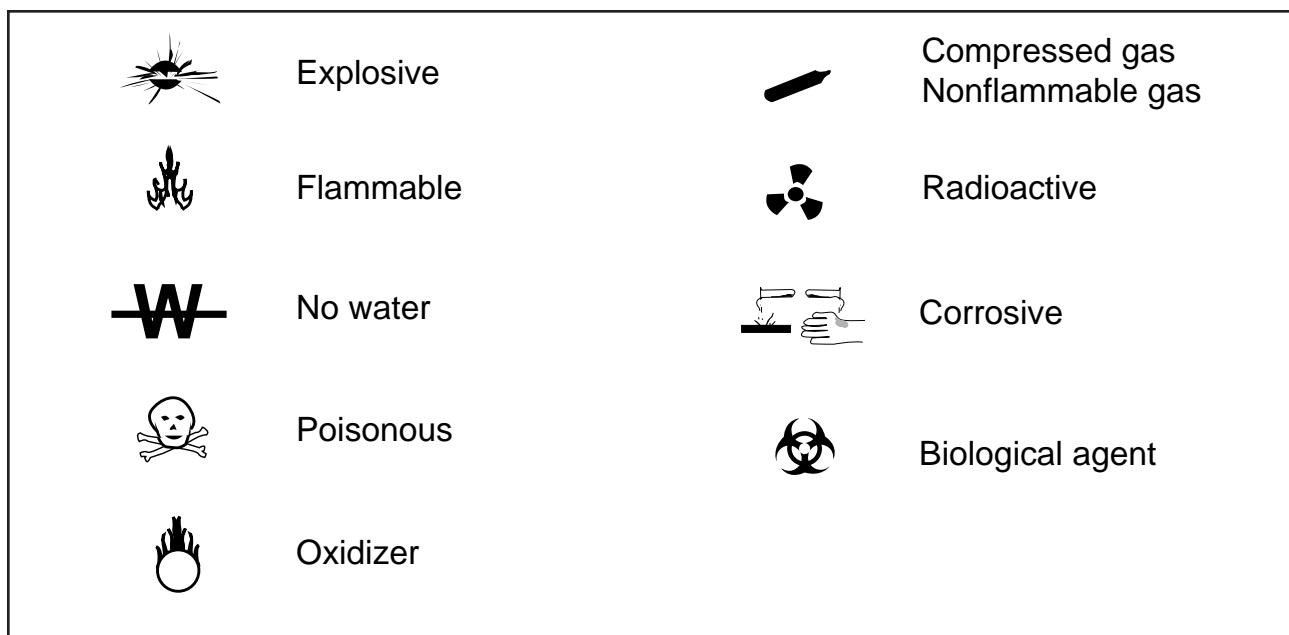 Explosive
Flammable
No water
W
Poisonous
Oxidizer
Compressed gas
Nonflammable gas
Radioactive
Corrosive
Biological agent